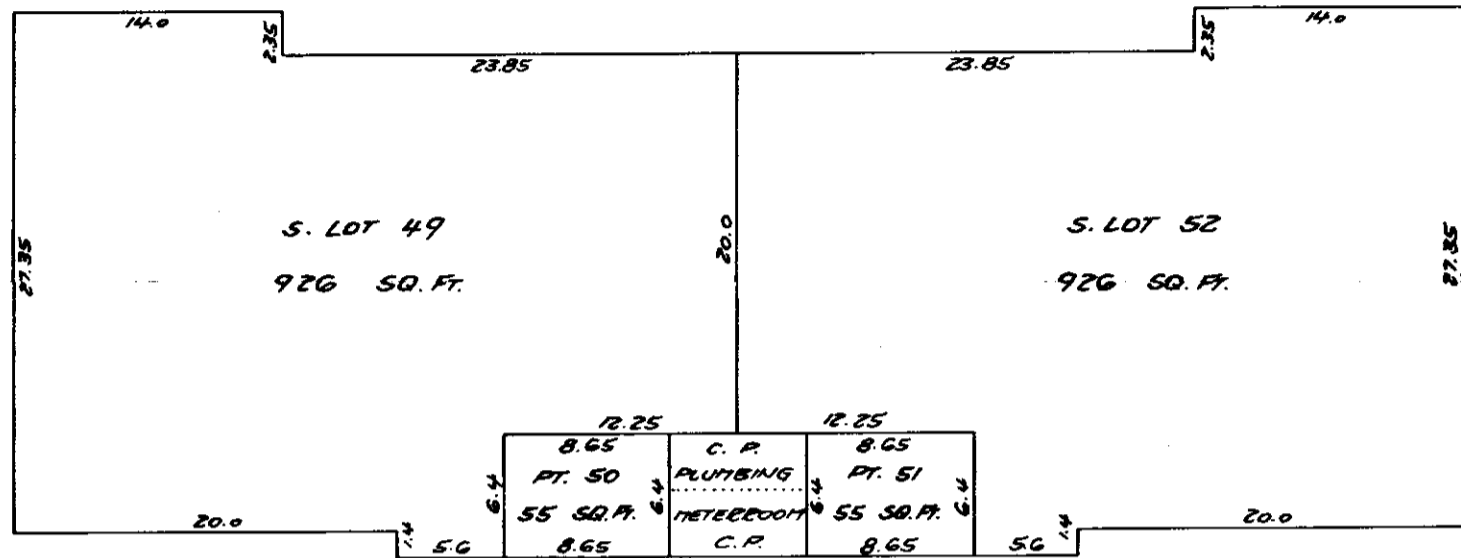 14.0
14.0
2.35
2.35
23.85
23.85
S. LOT 49
S. LOT 52
20.0
27.35
27.35
926 SQ. FT.
926 SQ. FT.
12.25
12.25
8.65
C. P.
8.65
PT. 50
PLUMBING
PT. 51
6.4
6.4
6.4
6.4
55 SQ. FT.
METERROOM
55 SQ. FT.
20.0
20.0
1.4
1.4
5.6
8.65
C. P.
8.65
5.6